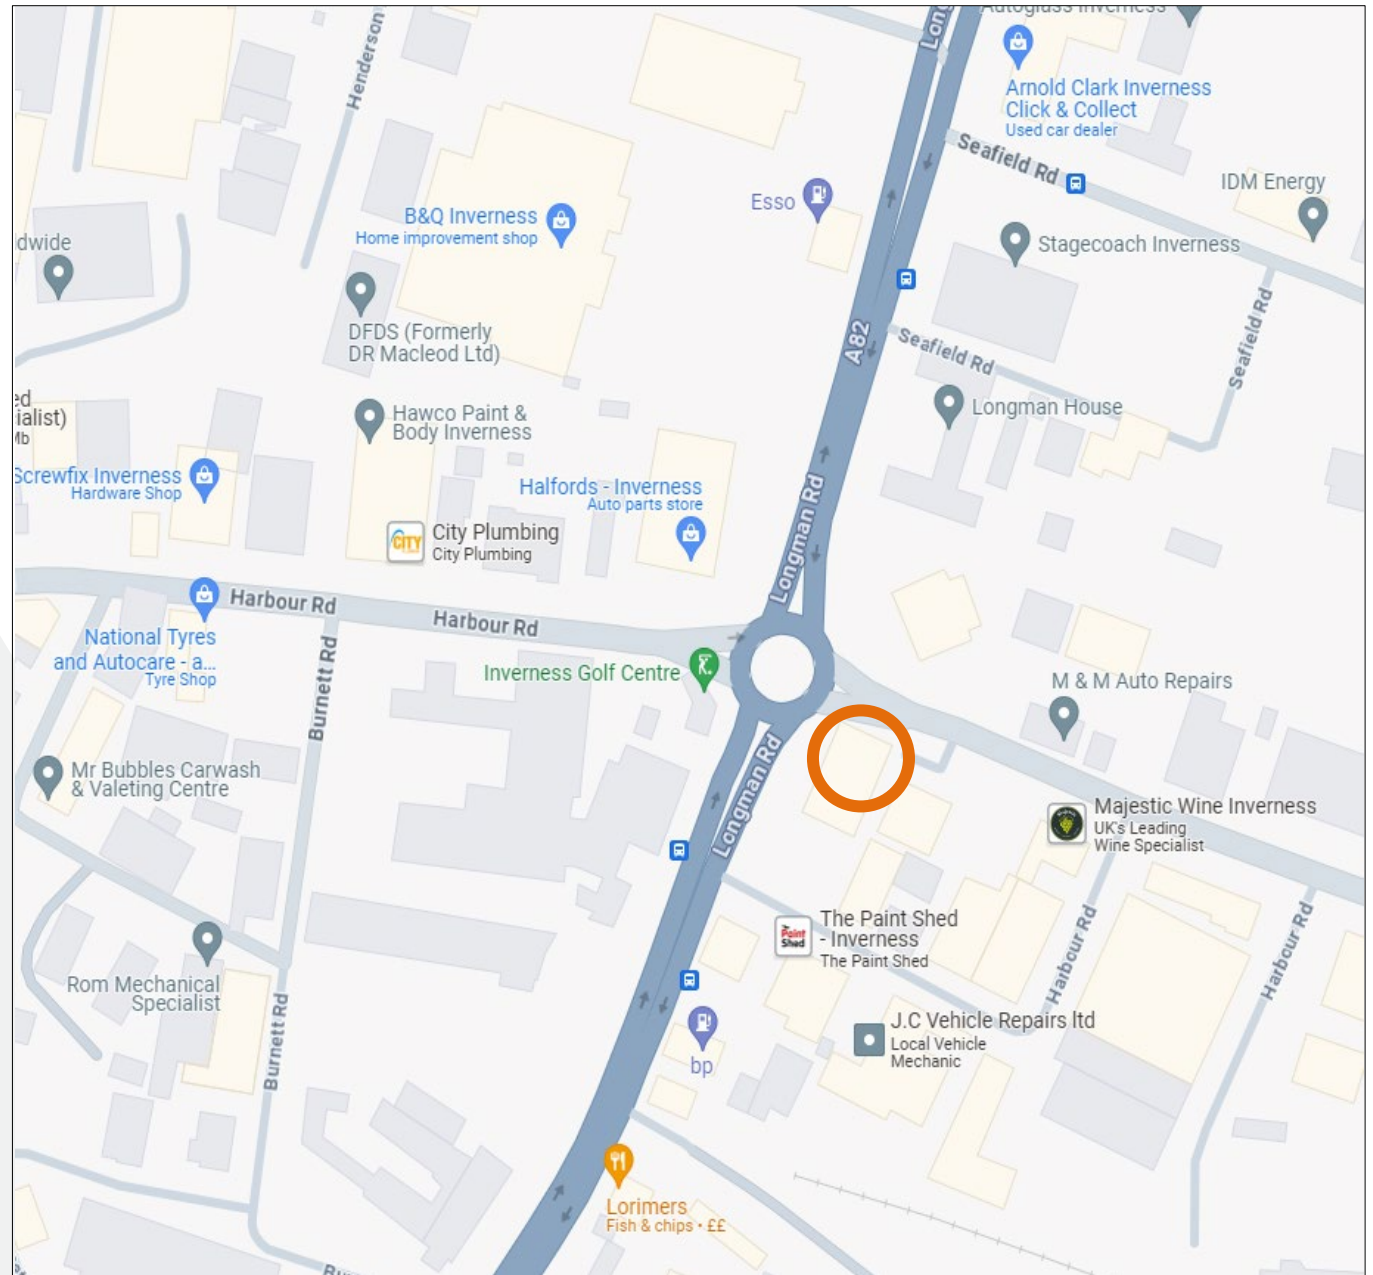 Autoglass Inverness
Long
Henderson
Arnold Clark Inverness
Click & Collect
Used car dealer
Seafield Rd
IDM Energy
Esso
B&Q Inverness
Home improvement shop
Stagecoach Inverness
dwide
DFDS (Formerly
DR Macleod Ltd)
A82
Seafield Rd
Seafield Rd
ed
ialist)
Hawco Paint &
Body Inverness
Longman House
Screwfix Inverness
Hardware Shop
Halfords - Inverness
Auto parts store
Longman Rd
CITY
City Plumbing
City Plumbing
Harbour Rd
Harbour Rd
National Tyres
and Autocare - a...
Tyre Shop
Burnett Rd
Inverness Golf Centre
M & M Auto Repairs
Mr Bubbles Carwash
& Valeting Centre
Longman Rd
Majestic Wine Inverness
UK's Leading
Wine Specialist
The Paint Shed
- Inverness
The Paint Shed
Paint
Shed
Harbour Rd
Harbour Rd
Rom Mechanical
Specialist
Burnett Rd
J.C Vehicle Repairs ltd
Local Vehicle
Mechanic
bp
Lorimers
Fish & chips • ££